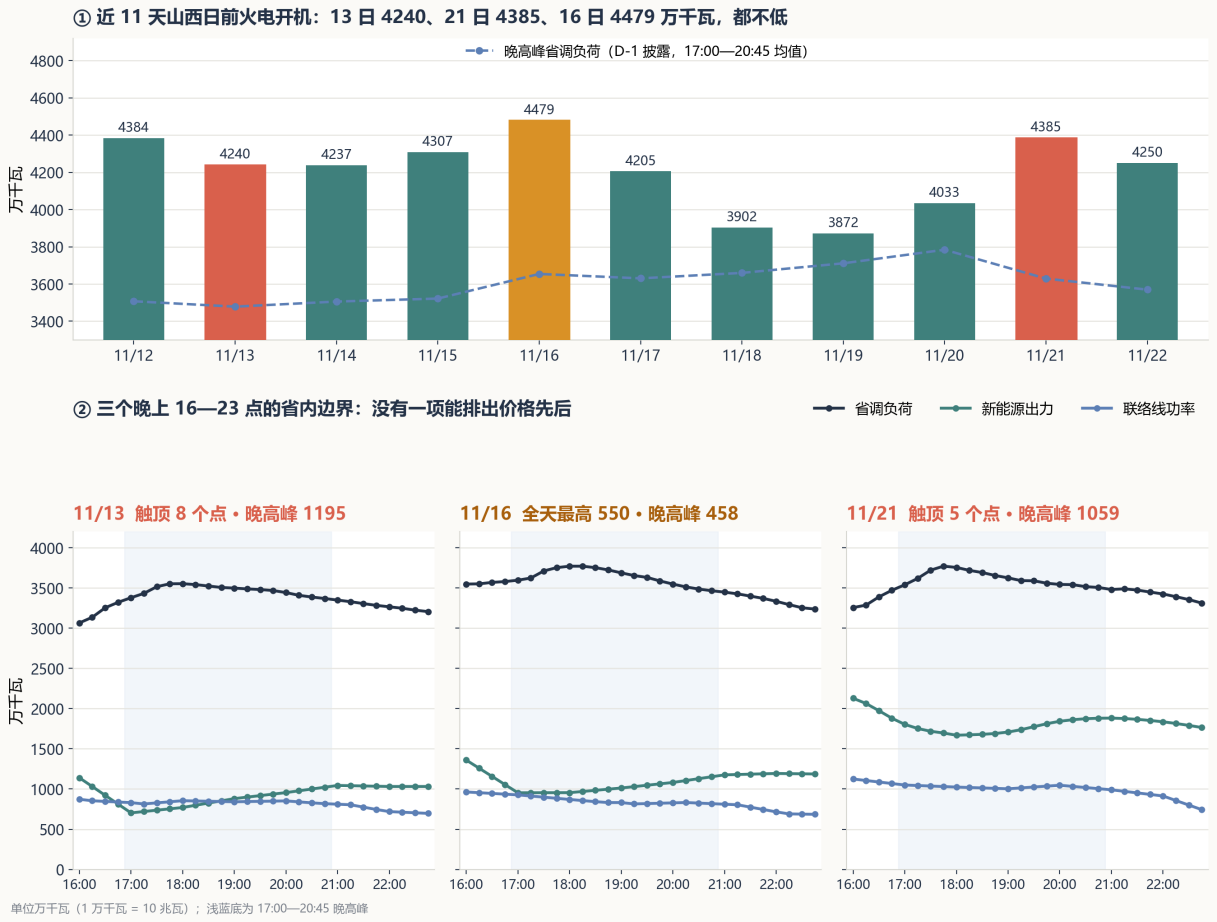 ① 近 11 天山西日前火电开机：13 日 4240、21 日 4385、16 日 4479 万千瓦，都不低
晚高峰省调负荷（D-1 披露，17:00—20:45 均值）
万千瓦
4800
4600
4400
4200
4000
3800
3600
3400
4384
4240
4237
4307
4479
4205
3902
3872
4033
4385
4250
11/12 11/13 11/14 11/15 11/16 11/17 11/18 11/19 11/20 11/21 11/22
② 三个晚上 16—23 点的省内边界：没有一项能排出价格先后
省调负荷 新能源出力 联络线功率
11/13 触顶 8 个点 • 晚高峰 1195
11/16 全天最高 550 • 晚高峰 458
11/21 触顶 5 个点 • 晚高峰 1059
万千瓦
4000
3500
3000
2500
2000
1500
1000
500
0
16:00 17:00 18:00 19:00 20:00 21:00 22:00
16:00 17:00 18:00 19:00 20:00 21:00 22:00
16:00 17:00 18:00 19:00 20:00 21:00 22:00
单位万千瓦（1 万千瓦 = 10 兆瓦）；浅蓝底为 17:00—20:45 晚高峰